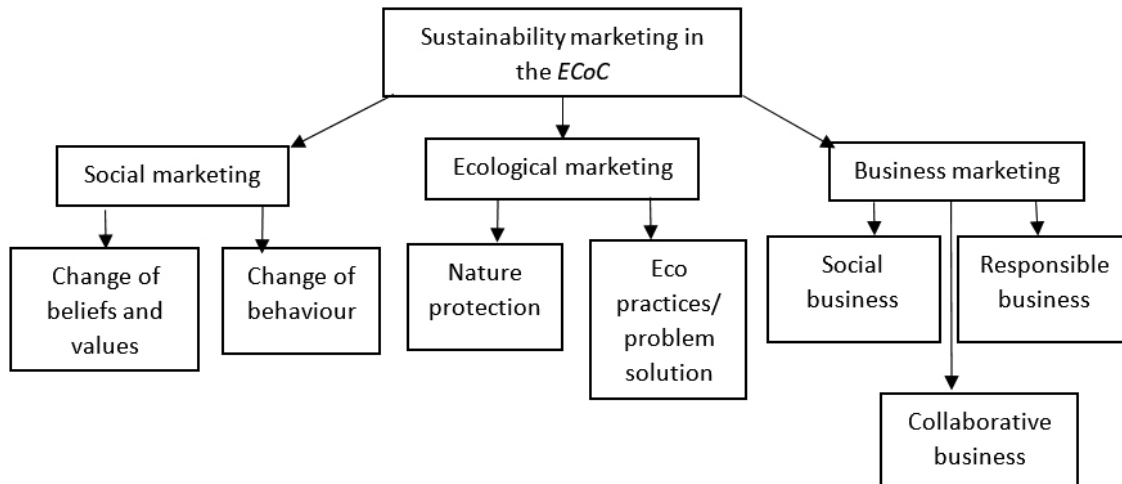 Sustainability marketing in
the ECoC
Social marketing
Ecological marketing
Business marketing
Change of
beliefs and
values
Change of
behaviour
Nature
protection
Eco
practices/
problem
solution
Social
business
Responsible
business
Collaborative
business